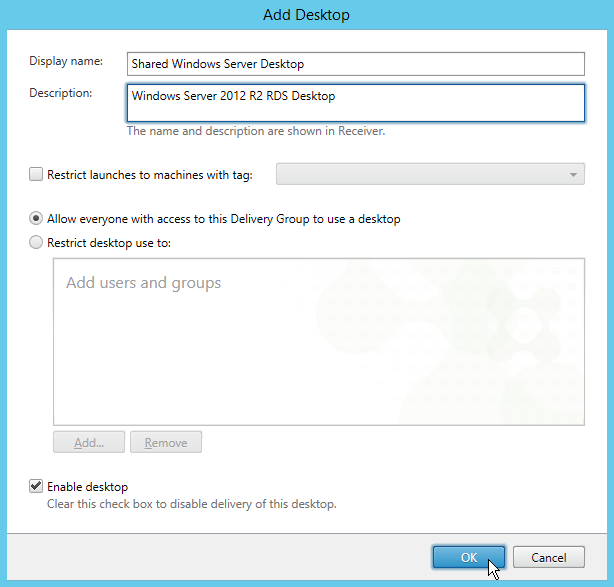 Add Desktop
Display name:
Shared Windows Server Desktop
Description:
Windows Server 2012 R2 RDS Desktop
The name and description are shown in Receiver.
Restrict launches to machines with tag:
Allow everyone with access to this Delivery Group to use a desktop
Restrict desktop use to:
Add users and groups
Add...
Remove
Enable desktop
Clear this check box to disable delivery of this desktop.
OK
Cancel